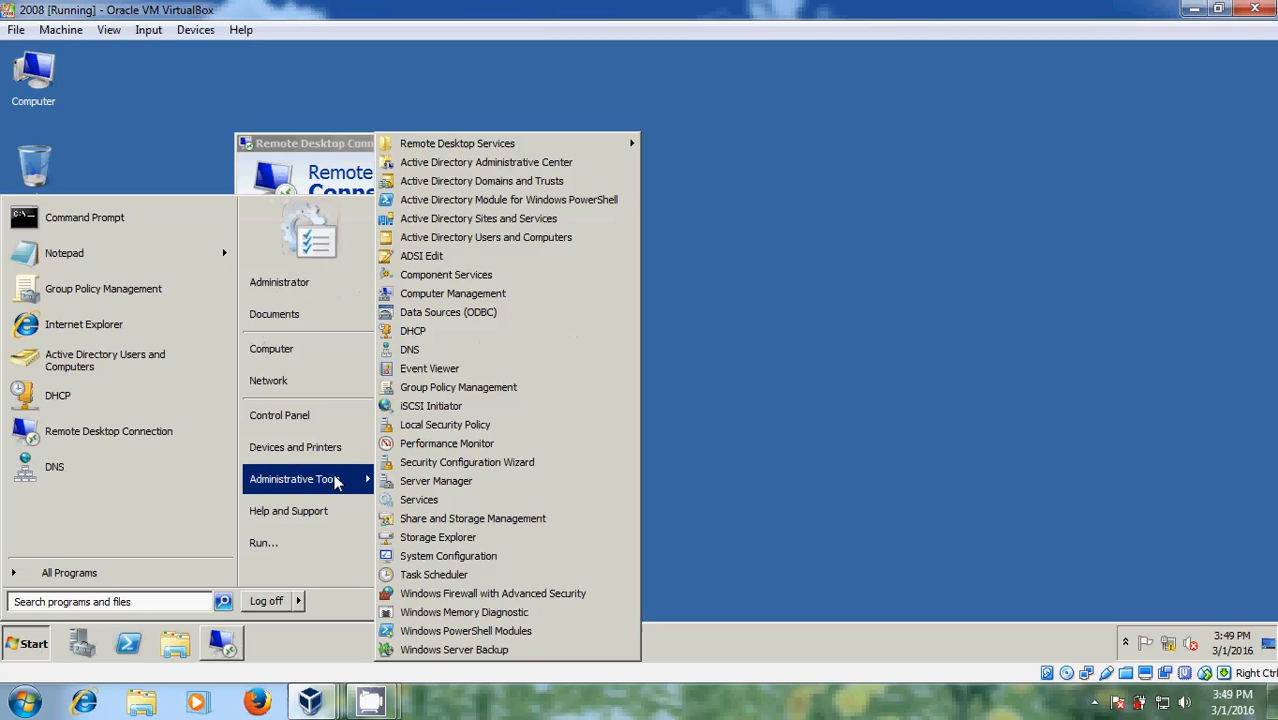 2008 [Running] - Oracle VM VirtualBox
File Machine View Input Devices Help
Computer
Remote Desktop Conn
Remote
Conn
Command Prompt
Notepad
Group Policy Management
Internet Explorer
Active Directory Users and
Computers
DHCP
Remote Desktop Connection
DNS
All Programs
Search programs and files
Administrator
Documents
Computer
Network
Control Panel
Devices and Printers
Administrative Tools
Help and Support
Run...
Log off
Remote Desktop Services
Active Directory Administrative Center
Active Directory Domains and Trusts
Active Directory Module for Windows PowerShell
Active Directory Sites and Services
Active Directory Users and Computers
ADSI Edit
Component Services
Computer Management
Data Sources (ODBC)
DHCP
DNS
Event Viewer
Group Policy Management
iSCSI Initiator
Local Security Policy
Performance Monitor
Security Configuration Wizard
Server Manager
Services
Share and Storage Management
Storage Explorer
System Configuration
Task Scheduler
Windows Firewall with Advanced Security
Windows Memory Diagnostic
Windows PowerShell Modules
Windows Server Backup
Start
3:49 PM
3/1/2016
Right Ctrl
3:49 PM
3/1/2016